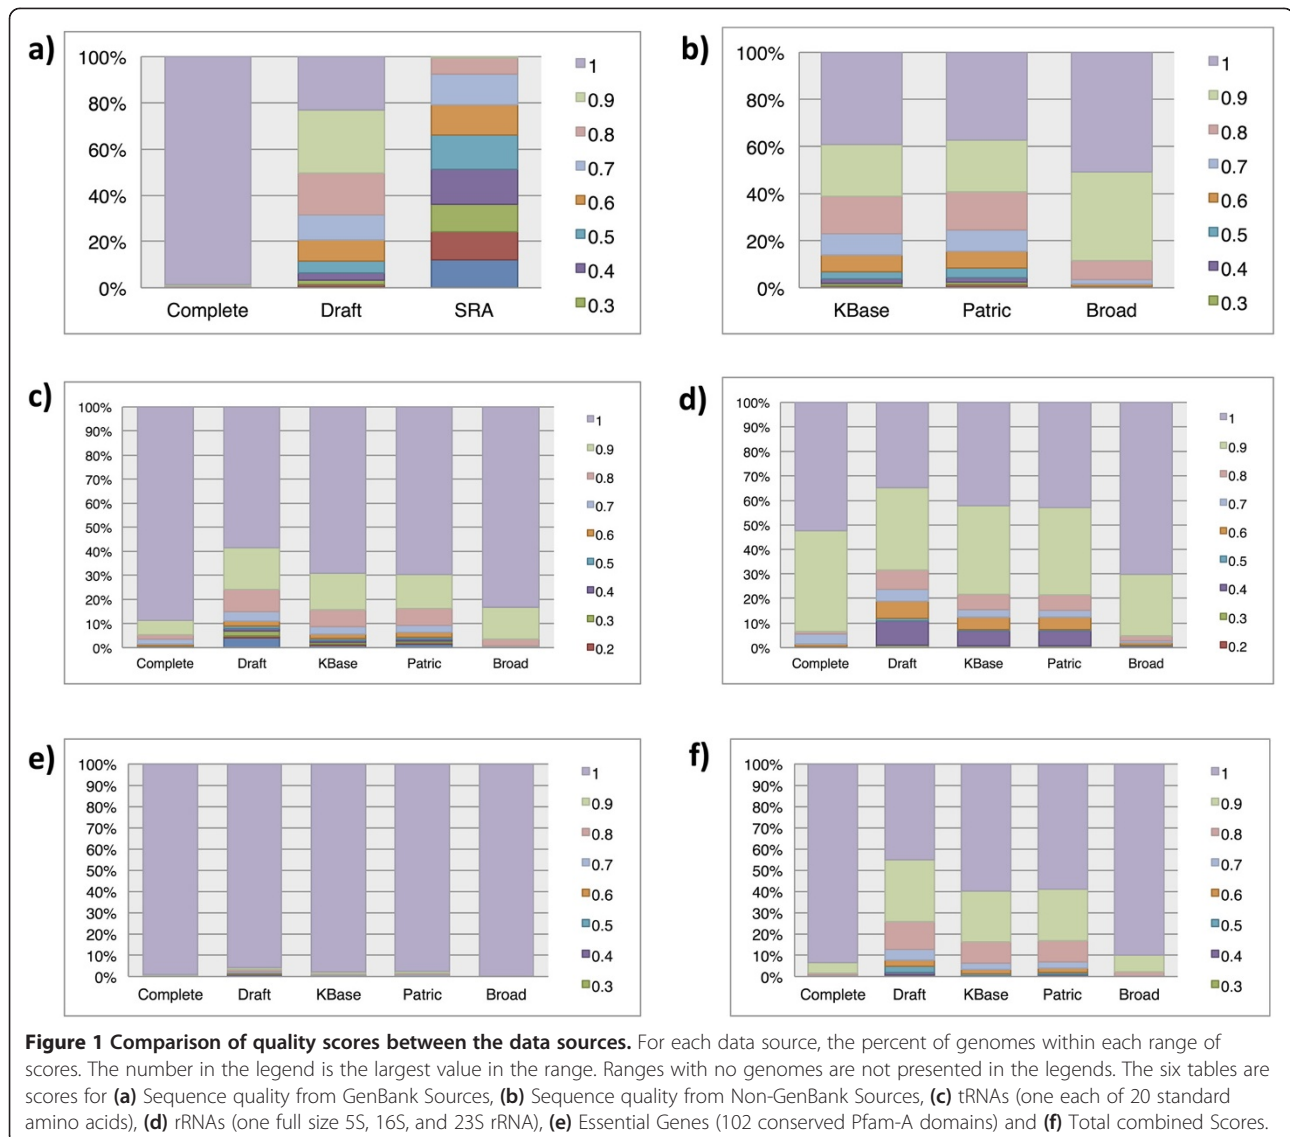 a)
100%
80%
60%
40%
20%
0%
Complete
Draft
SRA
1
0.9
0.8
0.7
0.6
0.5
0.4
0.3
b)
100%
80%
60%
40%
20%
0%
KBase
Patric
Broad
1
0.9
0.8
0.7
0.6
0.5
0.4
0.3
c)
100%
90%
80%
70%
60%
50%
40%
30%
20%
10%
0%
Complete
Draft
KBase
Patric
Broad
1
0.9
0.8
0.7
0.6
0.5
0.4
0.3
0.2
d)
100%
90%
80%
70%
60%
50%
40%
30%
20%
10%
0%
Complete
Draft
KBase
Patric
Broad
1
0.9
0.8
0.7
0.6
0.5
0.4
0.3
0.2
e)
100%
90%
80%
70%
60%
50%
40%
30%
20%
10%
0%
Complete
Draft
KBase
Patric
Broad
1
0.9
0.8
0.7
0.6
0.5
0.4
0.3
f)
100%
90%
80%
70%
60%
50%
40%
30%
20%
10%
0%
Complete
Draft
KBase
Patric
Broad
1
0.9
0.8
0.7
0.6
0.5
0.4
0.3
Figure 1 Comparison of quality scores between the data sources. For each data source, the percent of genomes within each range of
scores. The number in the legend is the largest value in the range. Ranges with no genomes are not presented in the legends. The six tables are
scores for (a) Sequence quality from GenBank Sources, (b) Sequence quality from Non-GenBank Sources, (c) tRNAs (one each of 20 standard
amino acids), (d) rRNAs (one full size 5S, 16S, and 23S rRNA), (e) Essential Genes (102 conserved Pfam-A domains) and (f) Total combined Scores.